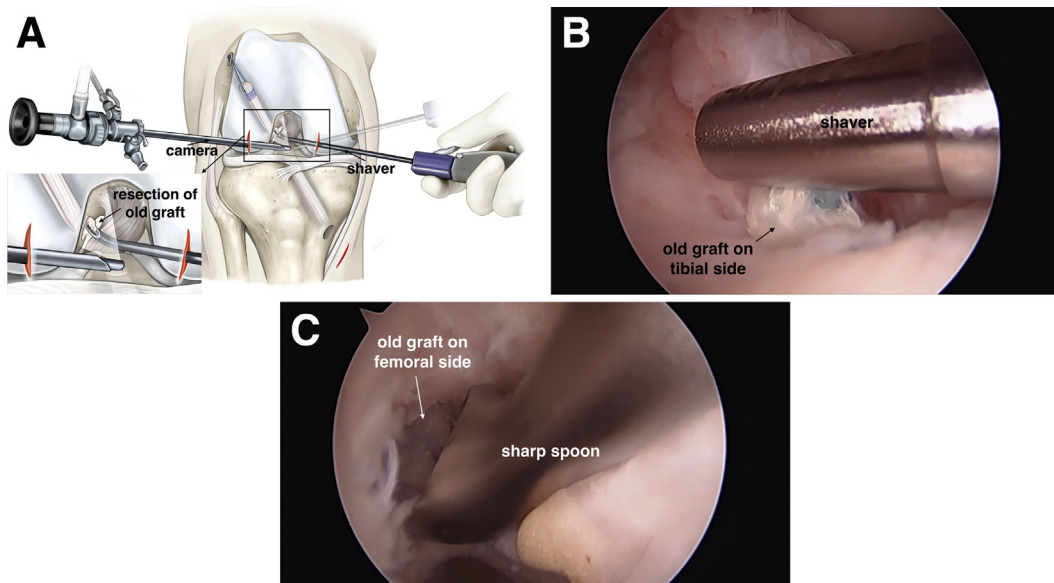 A
camera
shaver
resection of
old graft
B
shaver
old graft on
tibial side
C
old graft on
femoral side
sharp spoon